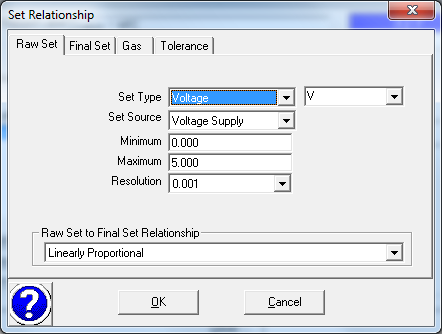 Set Relationship
Raw Set Final Set Gas Tolerance
Set Type Voltage V
Set Source Voltage Supply
Minimum 0.000
Maximum 5.000
Resolution 0.001
Raw Set to Final Set Relationship
Linearly Proportional
? OK Cancel